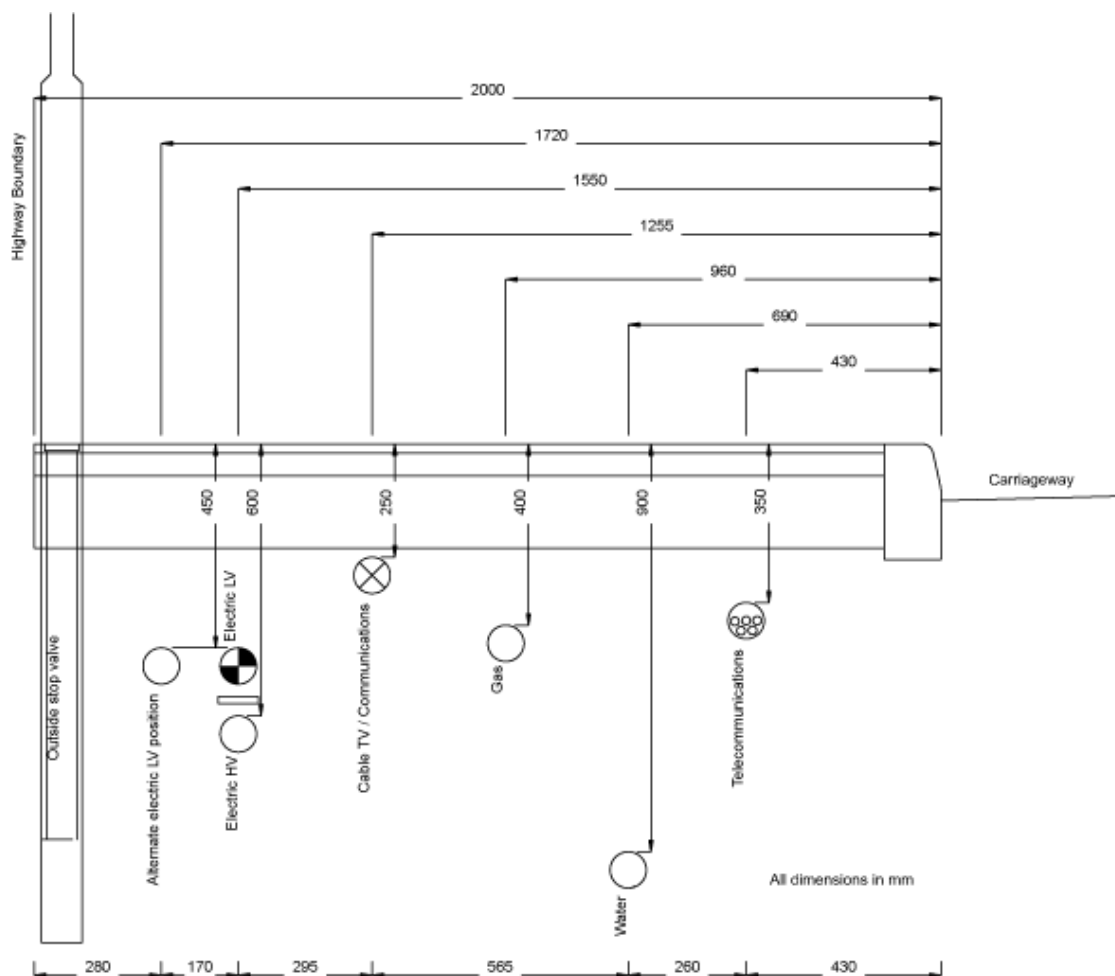 2000
Highway Boundary
1720
1550
1255
960
690
430
450
600
250
400
900
350
Carriageway
Outside stop valve
Alternate electric LV position
Electric LV
Electric HV
Cable TV / Communications
Gas
Water
Telecommunications
All dimensions in mm
280
170
295
565
260
430